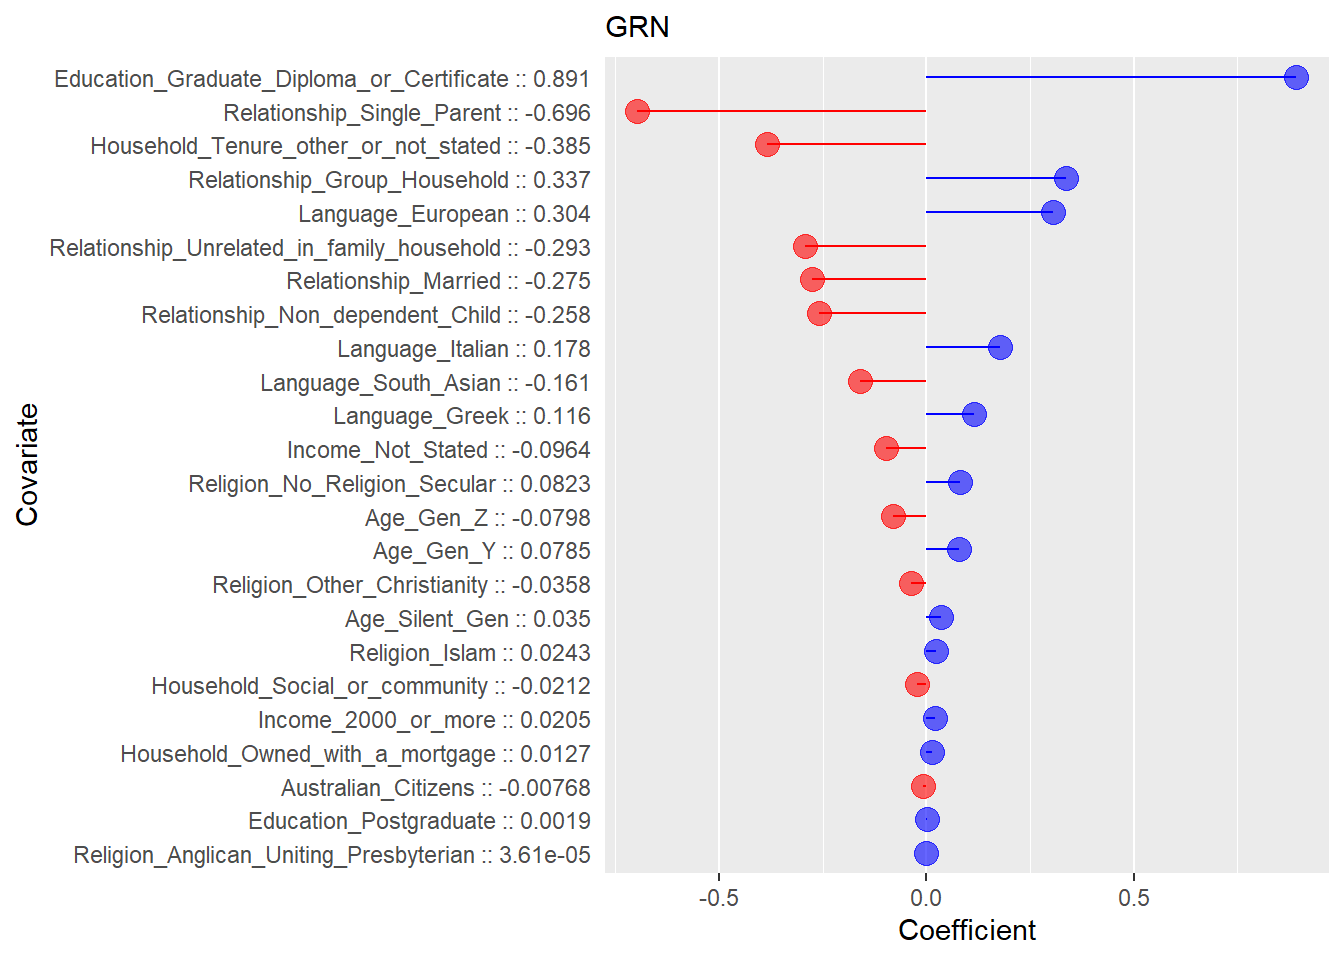 GRN
Education_Graduate_Diploma_or_Certificate :: 0.891
Relationship_Single_Parent :: -0.696
Household_Tenure_other_or_not_stated :: -0.385
Relationship_Group_Household :: 0.337
Language_European :: 0.304
Relationship_Unrelated_in_family_household :: -0.293
Relationship_Married :: -0.275
Relationship_Non_dependent_Child :: -0.258
Language_Italian :: 0.178
Language_South_Asian :: -0.161
Language_Greek :: 0.116
Income_Not_Stated :: -0.0964
Religion_No_Religion_Secular :: 0.0823
Age_Gen_Z :: -0.0798
Age_Gen_Y :: 0.0785
Religion_Other_Christianity :: -0.0358
Age_Silent_Gen :: 0.035
Religion_Islam :: 0.0243
Household_Social_or_community :: -0.0212
Income_2000_or_more :: 0.0205
Household_Owned_with_a_mortgage :: 0.0127
Australian_Citizens :: -0.00768
Education_Postgraduate :: 0.0019
Religion_Anglican_Uniting_Presbyterian :: 3.61e-05
Covariate
-0.5 0.0 0.5
Coefficient